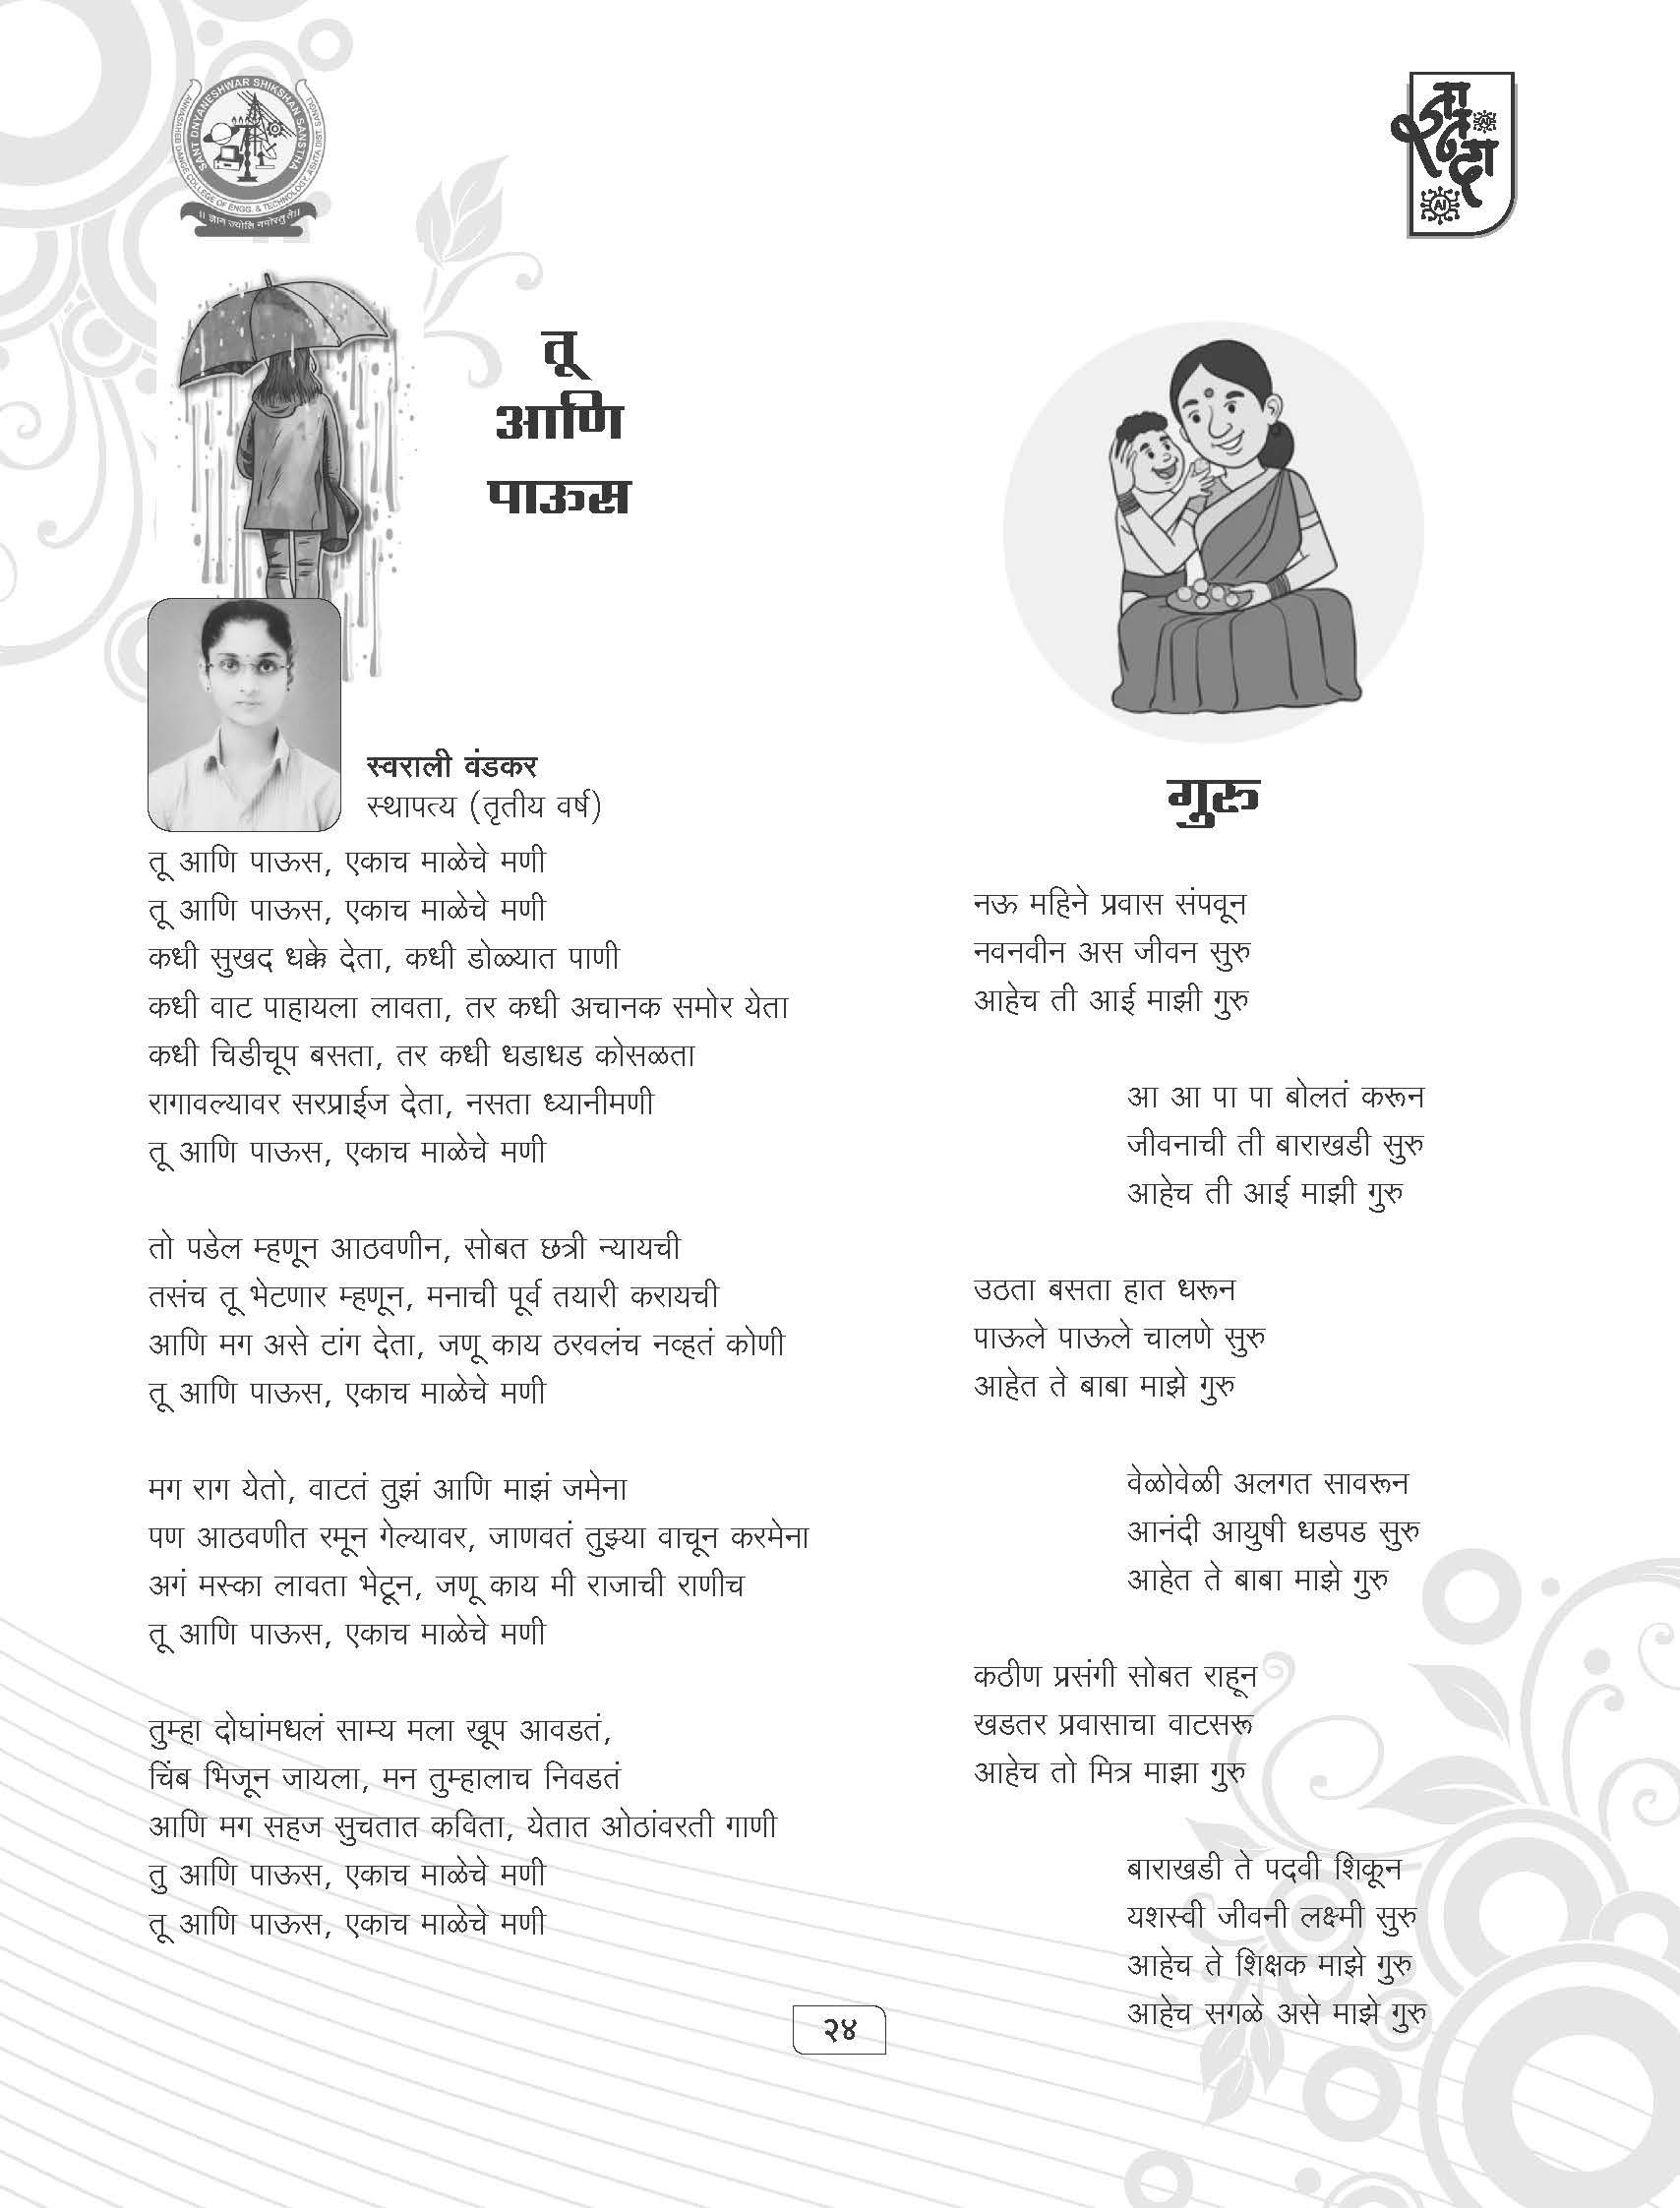 SANT DNYANESHWAR SHIKSHAN SANSTHA
ANNASAHEB DANGE COLLEGE OF ENGG. & TECHNOLOGY, ASHTA DIST. SANGLI
AI
AI
तू
आणि
पाऊस
स्वराली वंडकर
स्थापत्य (तृतीय वर्ष)
तू आणि पाऊस, एकाच माळेचे मणी
तू आणि पाऊस, एकाच माळेचे मणी
कधी सुखद धक्के देता, कधी डोळ्यात पाणी
कधी वाट पाहायला लावता, तर कधी अचानक समोर येता
कधी चिडीचूप बसता, तर कधी धडाधड कोसळता
रागावल्यावर सरप्राईज देता, नसता ध्यानीमणी
तू आणि पाऊस, एकाच माळेचे मणी
तो पडेल म्हणून आठवणीन, सोबत छत्री न्यायची
तसंच तू भेटणार म्हणून, मनाची पूर्व तयारी करायची
आणि मग असे टांग देता, जणू काय ठरवलंच नव्हतं कोणी
तू आणि पाऊस, एकाच माळेचे मणी
मग राग येतो, वाटतं तुझं आणि माझं जमेना
पण आठवणीत रमून गेल्यावर, जाणवतं तुझ्या वाचून करमेना
अगं मस्का लावता भेटून, जणू काय मी राजाची राणीच
तू आणि पाऊस, एकाच माळेचे मणी
तुम्हा दोघांमधलं साम्य मला खूप आवडतं,
चिंब भिजून जायला, मन तुम्हालाच निवडतं
आणि मग सहज सुचतात कविता, येतात ओठांवरती गाणी
तु आणि पाऊस, एकाच माळेचे मणी
तू आणि पाऊस, एकाच माळेचे मणी
गुरू
नऊ महिने प्रवास संपवून
नवनवीन अस जीवन सुरु
आहेच ती आई माझी गुरु
आ आ पा पा बोलतं करून
जीवनाची ती बाराखडी सुरु
आहेच ती आई माझी गुरु
उठता बसता हात धरून
पाऊले पाऊले चालणे सुरु
आहेत ते बाबा माझे गुरु
वेळोवेळी अलगत सावरून
आनंदी आयुषी धडपड सुरु
आहेत ते बाबा माझे गुरु
कठीण प्रसंगी सोबत राहून
खडतर प्रवासाचा वाटसरू
आहेच तो मित्र माझा गुरु
बाराखडी ते पदवी शिकून
यशस्वी जीवनी लक्ष्मी सुरु
आहेच ते शिक्षक माझे गुरु
आहेच सगळे असे माझे गुरु
२४